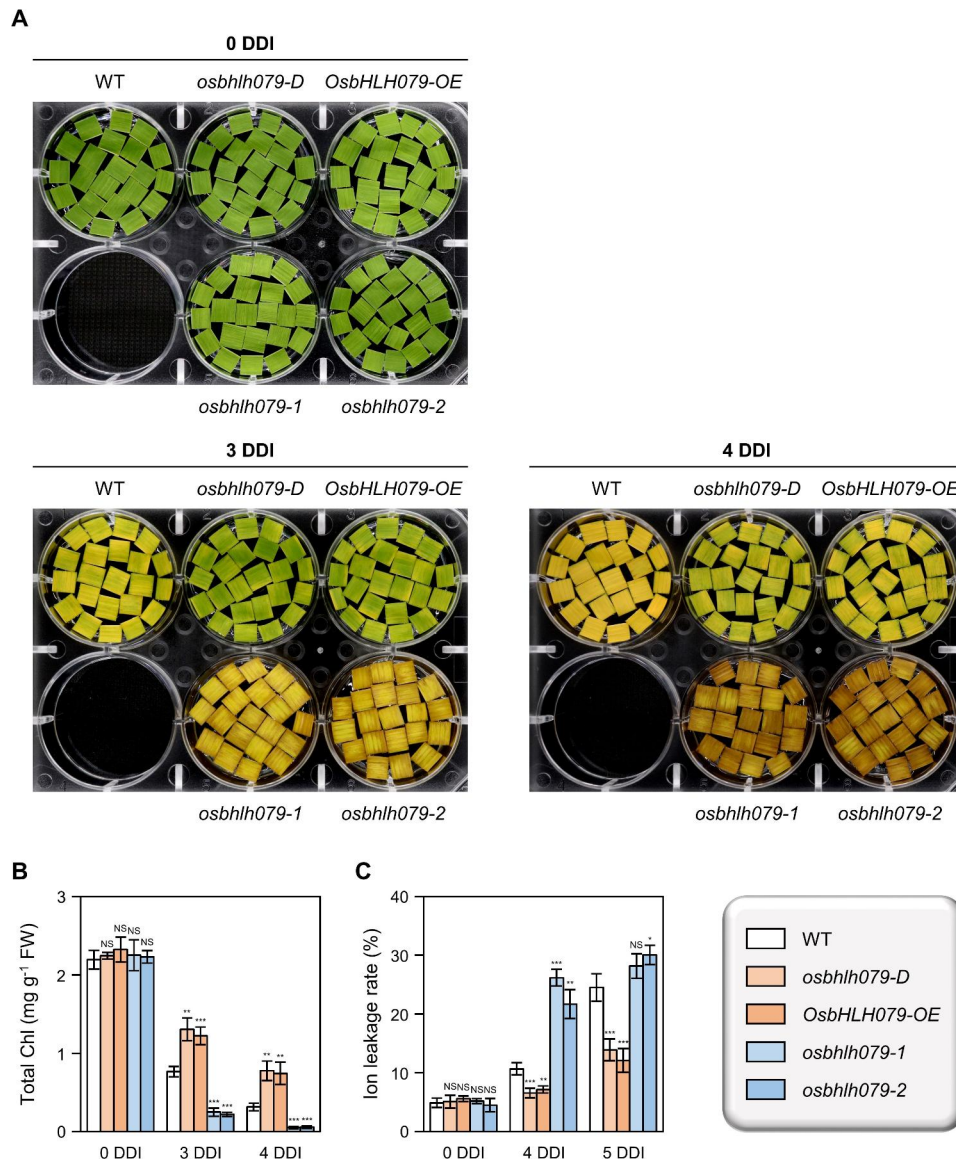 A
0 DDI
WT osbhlh079-D OsbHLH079-OE
osbhlh079-1 osbhlh079-2
3 DDI
WT osbhlh079-D OsbHLH079-OE
osbhlh079-1 osbhlh079-2
4 DDI
WT osbhlh079-D OsbHLH079-OE
osbhlh079-1 osbhlh079-2
B
Total Chl (mg g⁻¹ FW)
3
2
1
0
NS NS NS NS
** *** *** ***
** ** *** ***
0 DDI 3 DDI 4 DDI
C
Ion leakage rate (%)
40
30
20
10
0
NS NS NS NS
*** ** *** **
*** *** NS *
0 DDI 4 DDI 5 DDI
WT
osbhlh079-D
OsbHLH079-OE
osbhlh079-1
osbhlh079-2